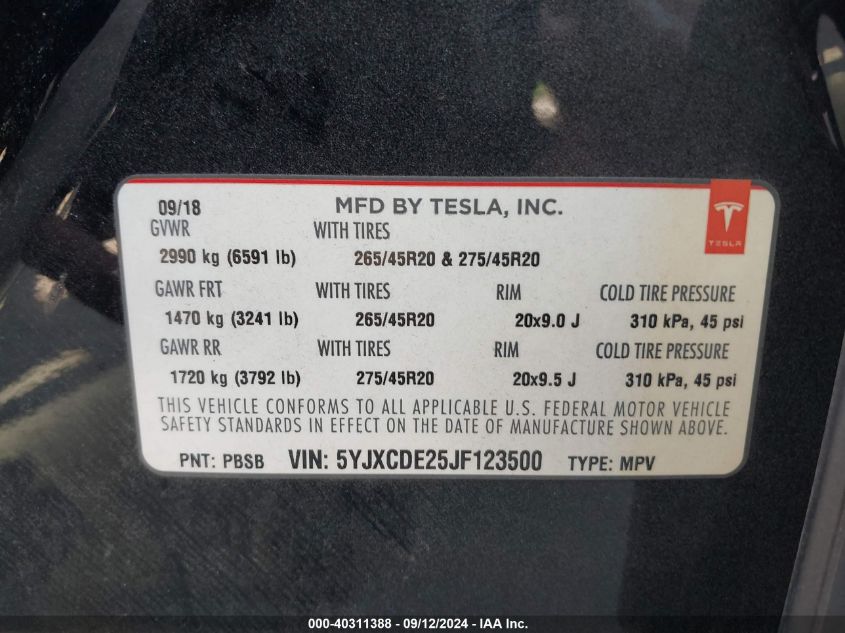 09/18 MFD BY TESLA, INC.
TESLA
GVWR WITH TIRES
2990 kg (6591 lb) 265/45R20 & 275/45R20
GAWR FRT WITH TIRES RIM COLD TIRE PRESSURE
1470 kg (3241 lb) 265/45R20 20x9.0 J 310 kPa, 45 psi
GAWR RR WITH TIRES RIM COLD TIRE PRESSURE
1720 kg (3792 lb) 275/45R20 20x9.5 J 310 kPa, 45 psi
THIS VEHICLE CONFORMS TO ALL APPLICABLE U.S. FEDERAL MOTOR VEHICLE
SAFETY STANDARDS IN EFFECT ON THE DATE OF MANUFACTURE SHOWN ABOVE.
PNT: PBSB VIN: 5YJXCDE25JF123500 TYPE: MPV
000-40311388 - 09/12/2024 - IAA Inc.